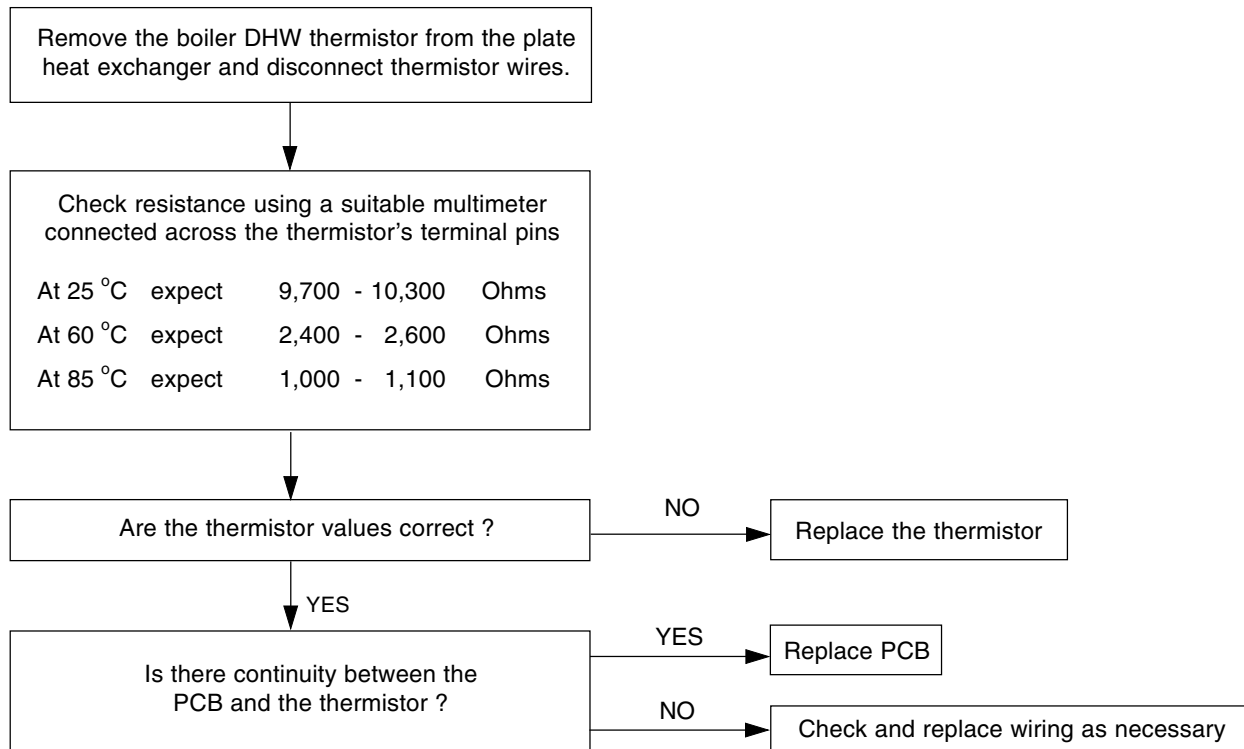 Remove the boiler DHW thermistor from the plate
heat exchanger and disconnect thermistor wires.
Check resistance using a suitable multimeter
connected across the thermistor's terminal pins
At 25 °C expect 9,700 - 10,300 Ohms
At 60 °C expect 2,400 - 2,600 Ohms
At 85 °C expect 1,000 - 1,100 Ohms
Are the thermistor values correct ?
NO
Replace the thermistor
YES
Is there continuity between the
PCB and the thermistor ?
YES
Replace PCB
NO
Check and replace wiring as necessary